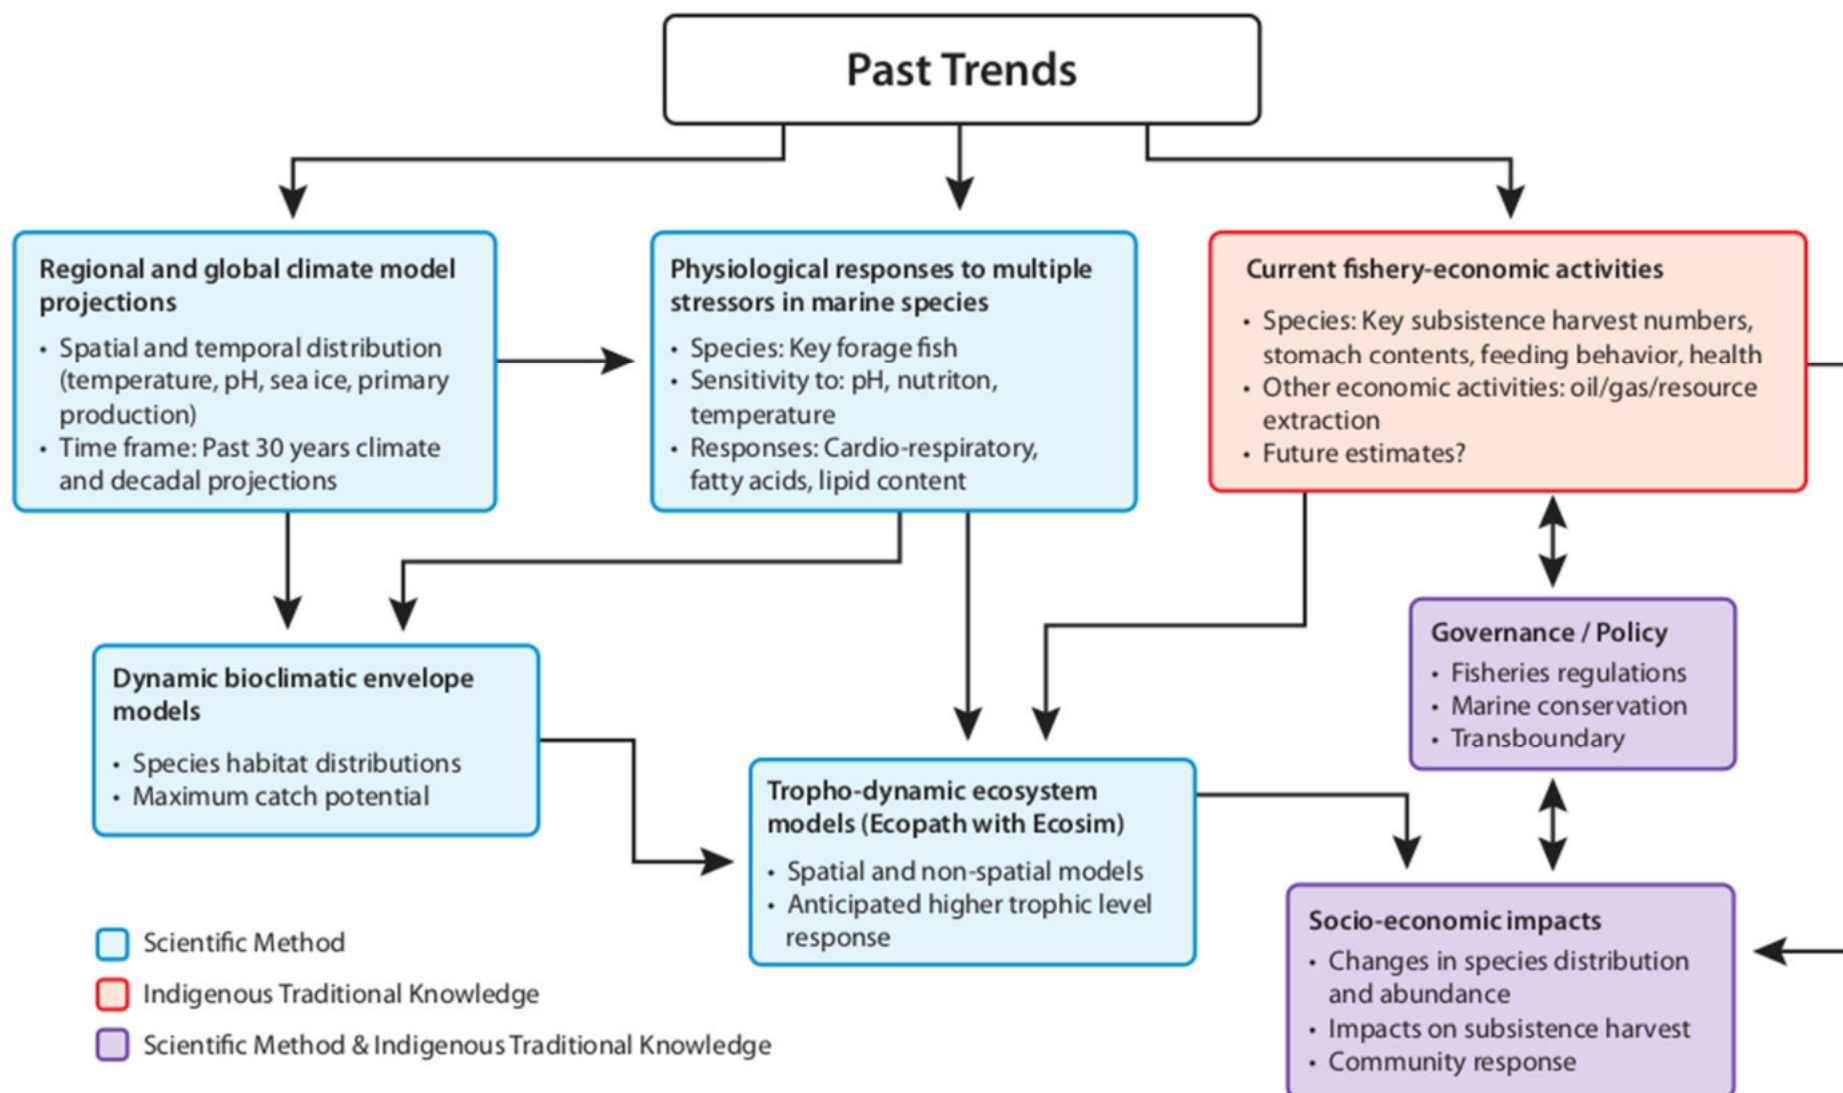 Past Trends
Regional and global climate model
projections
• Spatial and temporal distribution
(temperature, pH, sea ice, primary
production)
• Time frame: Past 30 years climate
and decadal projections
Physiological responses to multiple
stressors in marine species
• Species: Key forage fish
• Sensitivity to: pH, nutriton,
temperature
• Responses: Cardio-respiratory,
fatty acids, lipid content
Current fishery-economic activities
• Species: Key subsistence harvest numbers,
stomach contents, feeding behavior, health
• Other economic activities: oil/gas/resource
extraction
• Future estimates?
Dynamic bioclimatic envelope
models
• Species habitat distributions
• Maximum catch potential
Tropho-dynamic ecosystem
models (Ecopath with Ecosim)
• Spatial and non-spatial models
• Anticipated higher trophic level
response
Governance / Policy
• Fisheries regulations
• Marine conservation
• Transboundary
Socio-economic impacts
• Changes in species distribution
and abundance
• Impacts on subsistence harvest
• Community response
Scientific Method
Indigenous Traditional Knowledge
Scientific Method & Indigenous Traditional Knowledge